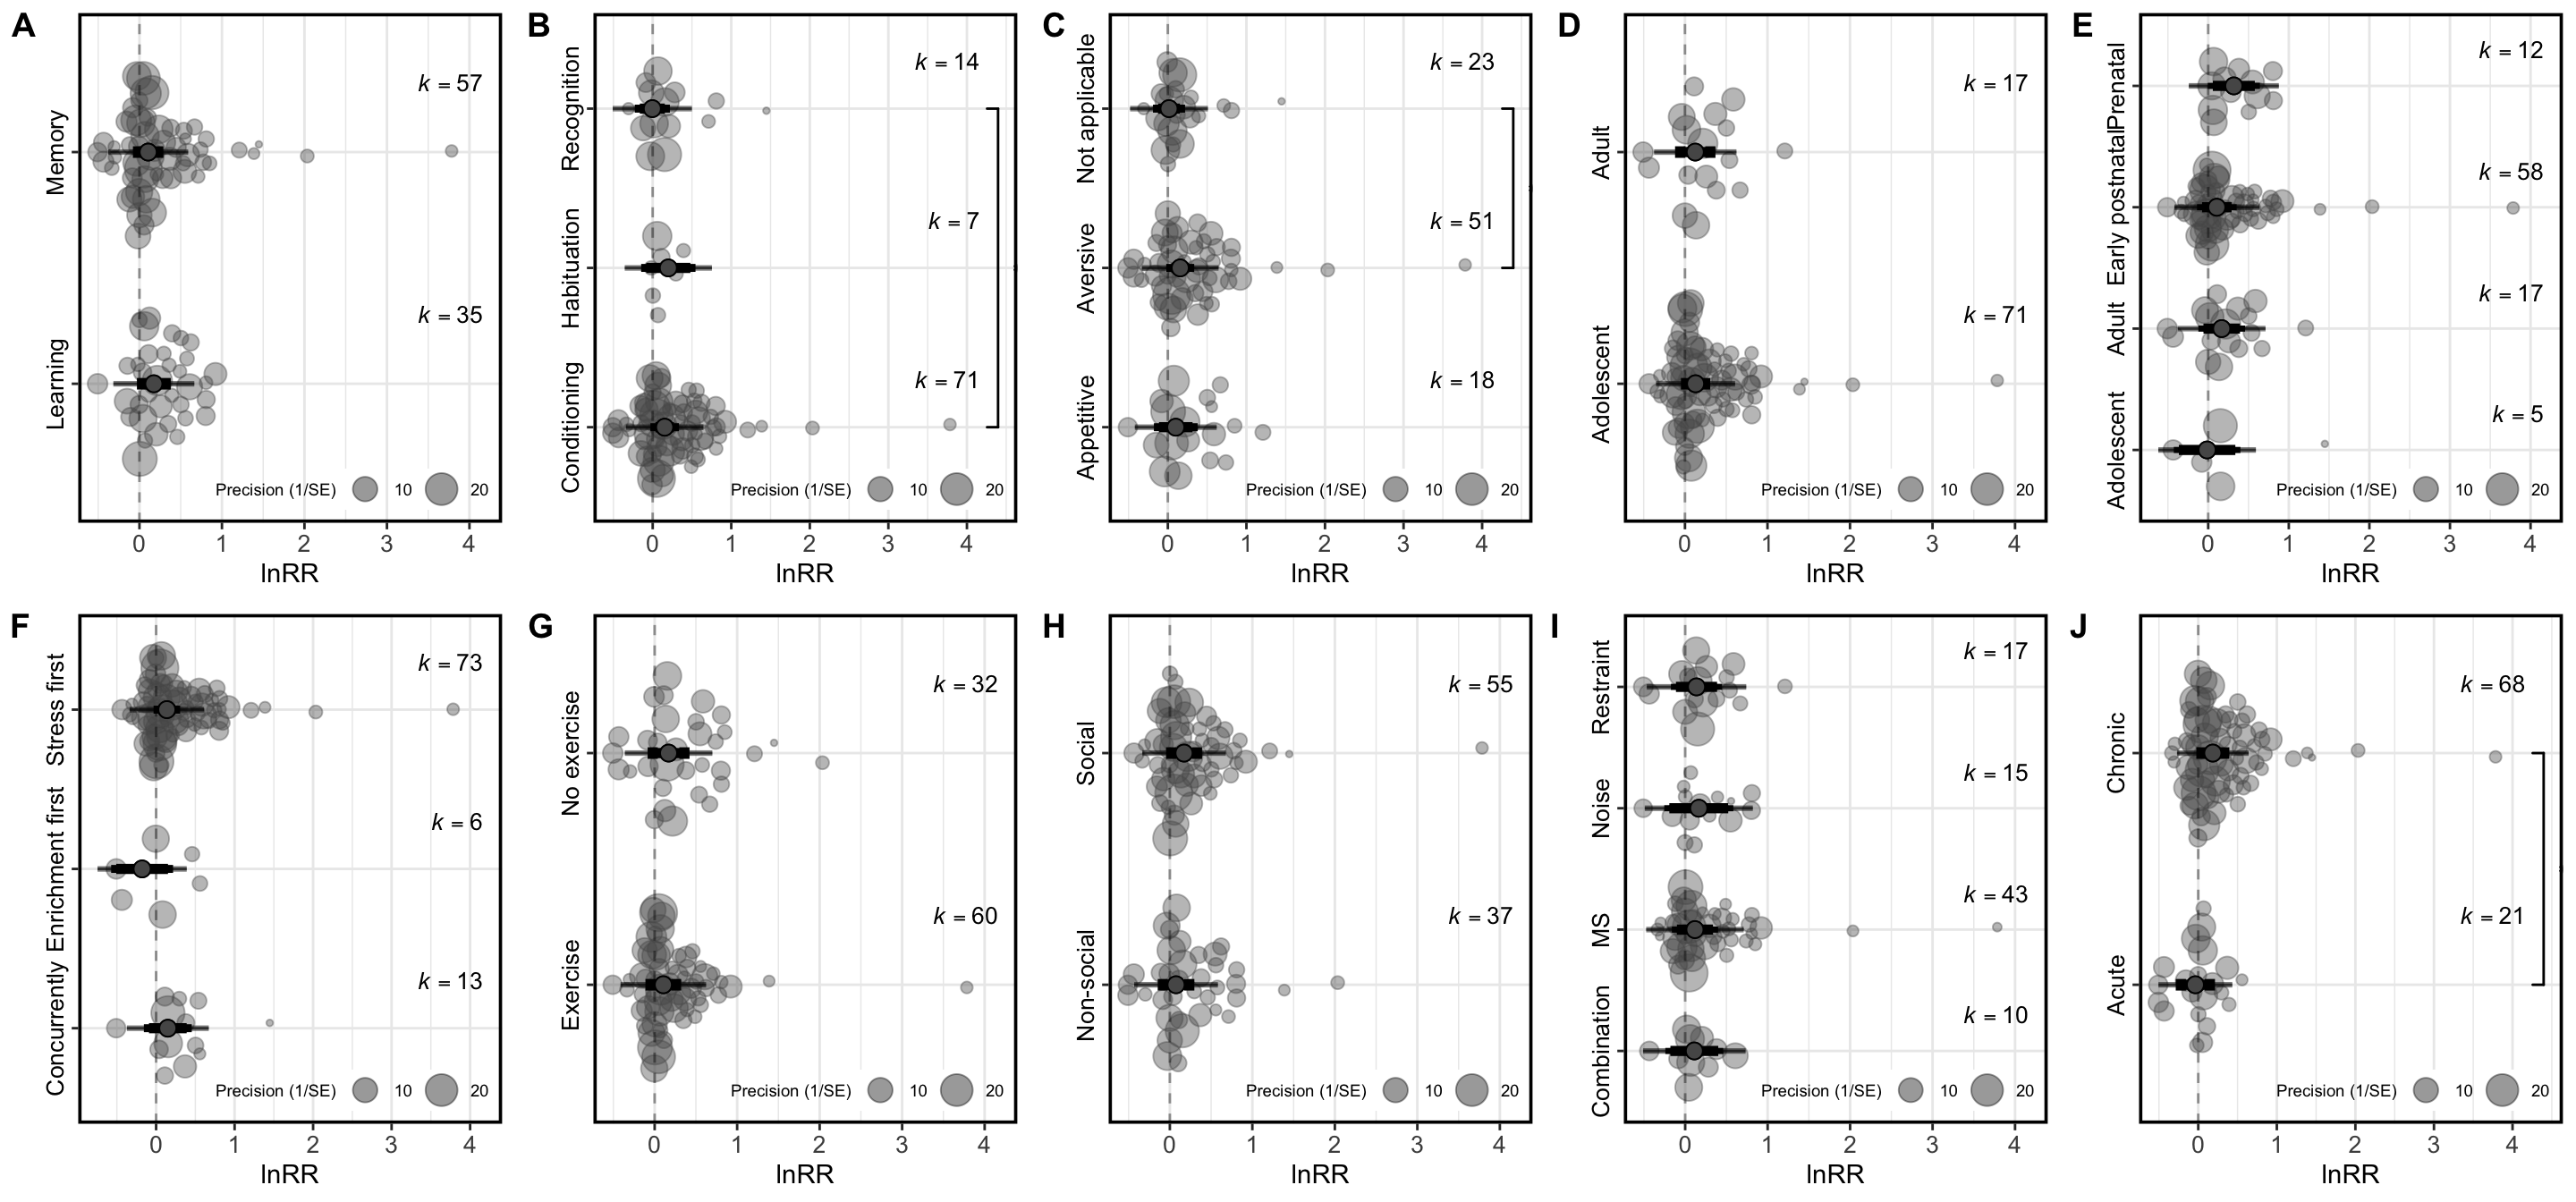 A
Memory
k = 57
Learning
k = 35
Precision (1/SE) 10 20
0 1 2 3 4
lnRR
B
Recognition
k = 14
Habituation
k = 7
Conditioning
k = 71
Precision (1/SE) 10 20
0 1 2 3 4
lnRR
C
Not applicable
k = 23
Aversive
k = 51
Appetitive
k = 18
Precision (1/SE) 10 20
0 1 2 3 4
lnRR
D
Adult
k = 17
Adolescent
k = 71
Precision (1/SE) 10 20
0 1 2 3 4
lnRR
E
Prenatal
k = 12
Early postnatal
k = 58
Adult
k = 17
Adolescent
k = 5
Precision (1/SE) 10 20
0 1 2 3 4
lnRR
F
Stress first
k = 73
Enrichment first
k = 6
Concurrently
k = 13
Precision (1/SE) 10 20
0 1 2 3 4
lnRR
G
No exercise
k = 32
Exercise
k = 60
Precision (1/SE) 10 20
0 1 2 3 4
lnRR
H
Social
k = 55
Non-social
k = 37
Precision (1/SE) 10 20
0 1 2 3 4
lnRR
I
Restraint
k = 17
Noise
k = 15
MS
k = 43
Combination
k = 10
Precision (1/SE) 10 20
0 1 2 3 4
lnRR
J
Chronic
k = 68
Acute
k = 21
Precision (1/SE) 10 20
0 1 2 3 4
lnRR